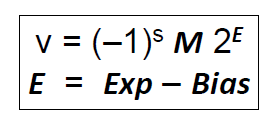 v = (–1)ˢ M 2ᴱ
E = Exp – Bias